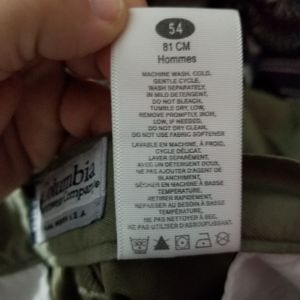 54
81 CM
Hommes
MACHINE WASH, COLD,
GENTLE CYCLE,
WASH SEPARATELY,
IN MILD DETERGENT,
DO NOT BLEACH,
TUMBLE DRY, LOW,
REMOVE PROMPTLY, IRON,
LOW, IF NEEDED,
DO NOT DRY CLEAN,
DO NOT USE FABRIC SOFTENER
LAVABLE EN MACHINE, À FROID,
CYCLE DÉLICAT,
LAVER SEPARÉMENT,
AVEC UN DÉTERGENT DOUX,
NE PAS AJOUTER D'AGENT DE
BLANCHIMENT,
SÉCHER EN MACHINE À BASSE
TEMPÉRATURE,
RETIRER RAPIDEMENT,
REPASSER AU BESOIN À BASSE
TEMPÉRATURE,
NE PAS NETTOYER À SEC,
NE PAS UTILISER D'ASSOUPLISSANT.
Columbia
Sportswear Company
U.S.A.